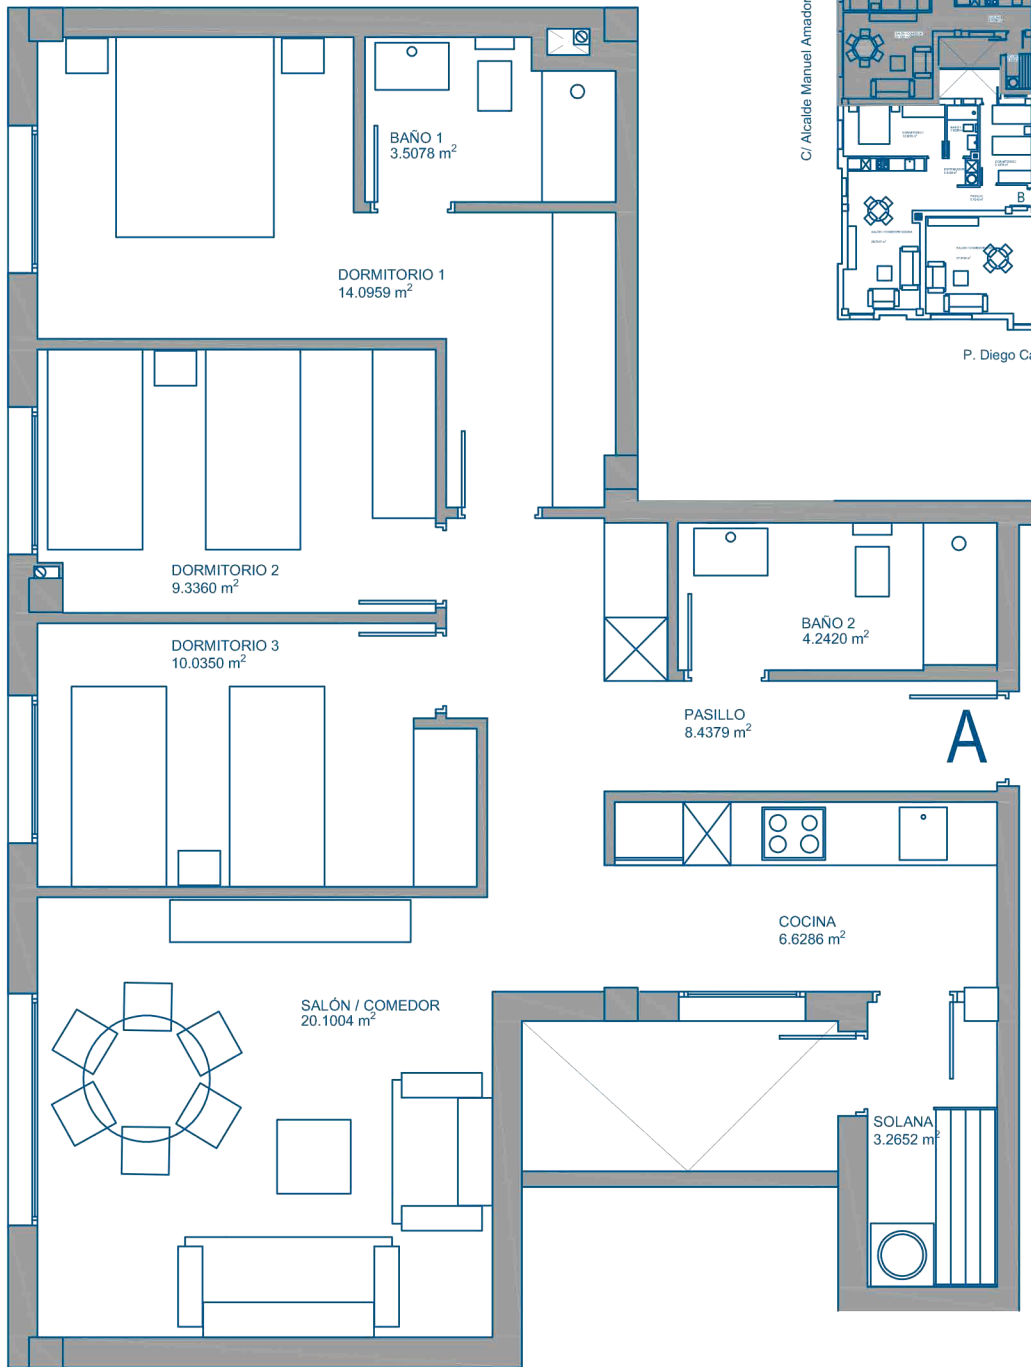 BAÑO 1
3.5078 m²
DORMITORIO 1
14.0959 m²
DORMITORIO 2
9.3360 m²
DORMITORIO 3
10.0350 m²
BAÑO 2
4.2420 m²
PASILLO
8.4379 m²
A
COCINA
6.6286 m²
SALÓN / COMEDOR
20.1004 m²
SOLANA
3.2652 m²
C/ Alcalde Manuel Amador
B
P. Diego Ca